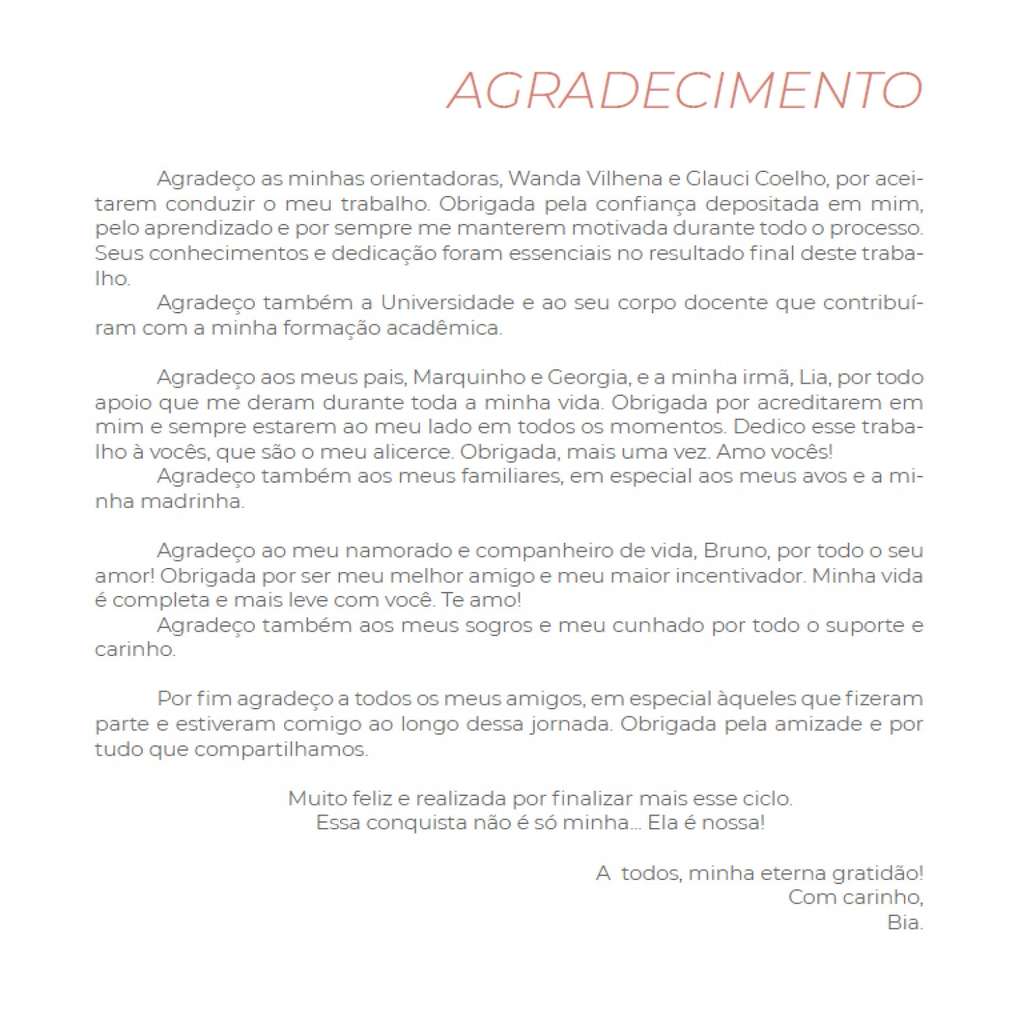 AGRADECIMENTO
Agradeço as minhas orientadoras, Wanda Vilhena e Glauci Coelho, por acei-
tarem conduzir o meu trabalho. Obrigada pela confiança depositada em mim,
pelo aprendizado e por sempre me manterem motivada durante todo o processo.
Seus conhecimentos e dedicação foram essenciais no resultado final deste traba-
lho.
Agradeço também a Universidade e ao seu corpo docente que contribuí-
ram com a minha formação acadêmica.
Agradeço aos meus pais, Marquinho e Georgia, e a minha irmã, Lia, por todo
apoio que me deram durante toda a minha vida. Obrigada por acreditarem em
mim e sempre estarem ao meu lado em todos os momentos. Dedico esse traba-
lho à vocês, que são o meu alicerce. Obrigada, mais uma vez. Amo vocês!
Agradeço também aos meus familiares, em especial aos meus avos e a mi-
nha madrinha.
Agradeço ao meu namorado e companheiro de vida, Bruno, por todo o seu
amor! Obrigada por ser meu melhor amigo e meu maior incentivador. Minha vida
é completa e mais leve com você. Te amo!
Agradeço também aos meus sogros e meu cunhado por todo o suporte e
carinho.
Por fim agradeço a todos os meus amigos, em especial àqueles que fizeram
parte e estiveram comigo ao longo dessa jornada. Obrigada pela amizade e por
tudo que compartilhamos.
Muito feliz e realizada por finalizar mais esse ciclo.
Essa conquista não é só minha... Ela é nossa!
A  todos, minha eterna gratidão!
Com carinho,
Bia.